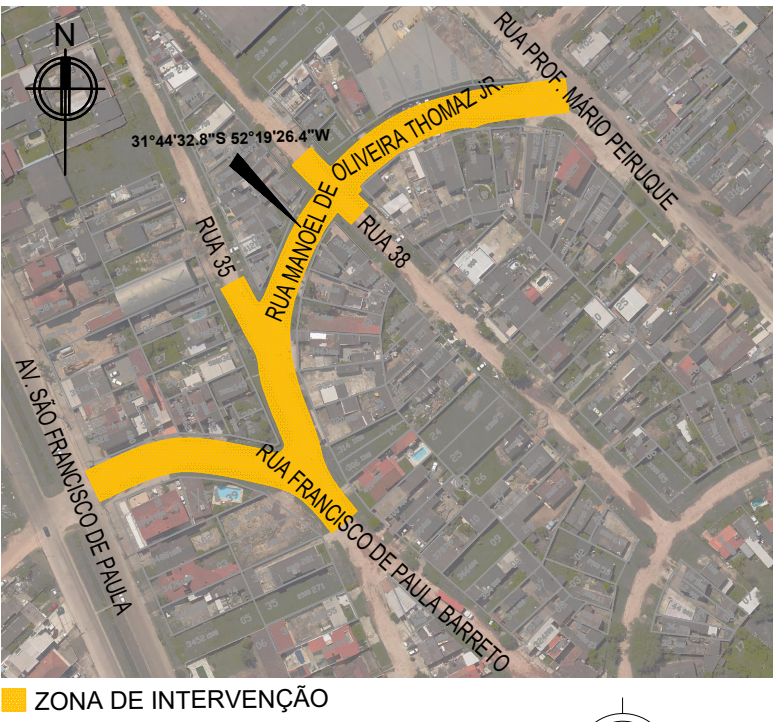 N
RUA PROF. MÁRIO PEIRUQUE
31°44'32.8"S 52°19'26.4"W
RUA MANOEL DE OLIVEIRA THOMAZ JR.
RUA 35
RUA 38
AV. SÃO FRANCISCO DE PAULA
RUA FRANCISCO DE PAULA BARRETO
ZONA DE INTERVENÇÃO